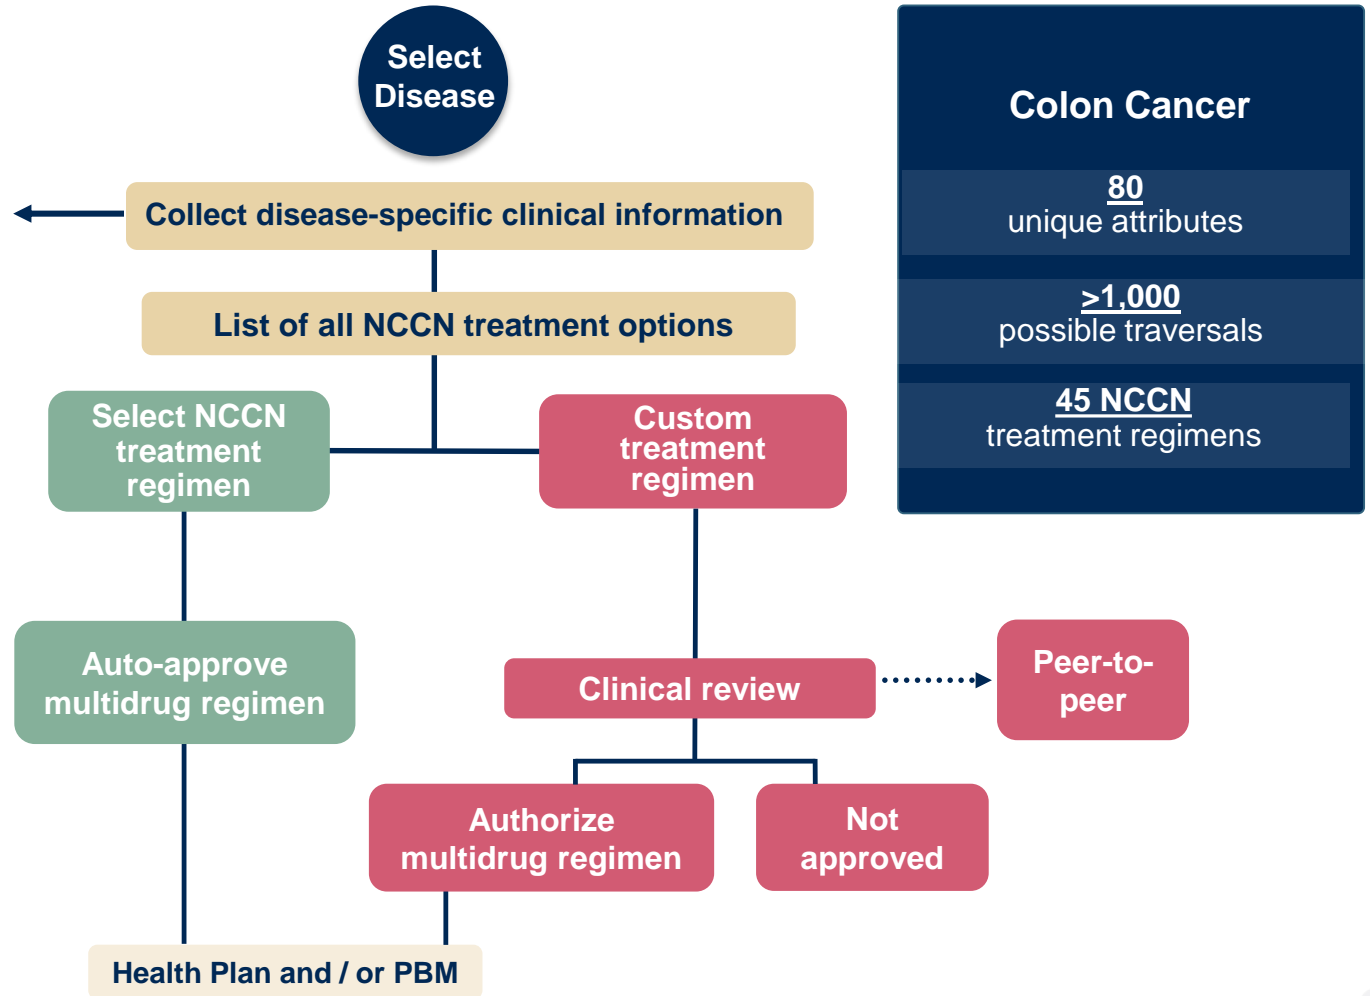 Select
Disease
Collect disease-specific clinical information
List of all NCCN treatment options
Select NCCN
treatment
regimen
Custom
treatment
regimen
Auto-approve
multidrug regimen
Clinical review
Peer-to-
peer
Authorize
multidrug regimen
Not
approved
Health Plan and / or PBM
Colon Cancer
80
unique attributes
>1,000
possible traversals
45 NCCN
treatment regimens